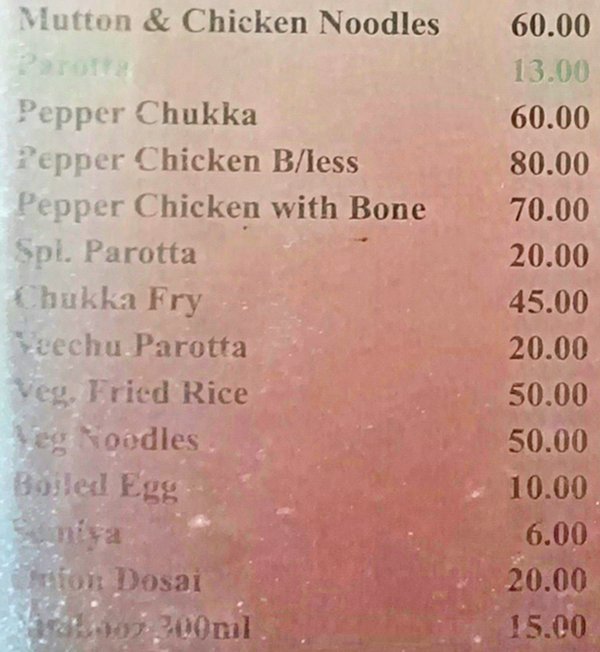 Mutton & Chicken Noodles 60.00
Parotta 13.00
Pepper Chukka 60.00
Pepper Chicken B/less 80.00
Pepper Chicken with Bone 70.00
Spl. Parotta 20.00
Chukka Fry 45.00
Veechu Parotta 20.00
Veg. Fried Rice 50.00
Veg Noodles 50.00
Boiled Egg 10.00
Semiya 6.00
Onion Dosai 20.00
300ml 15.00